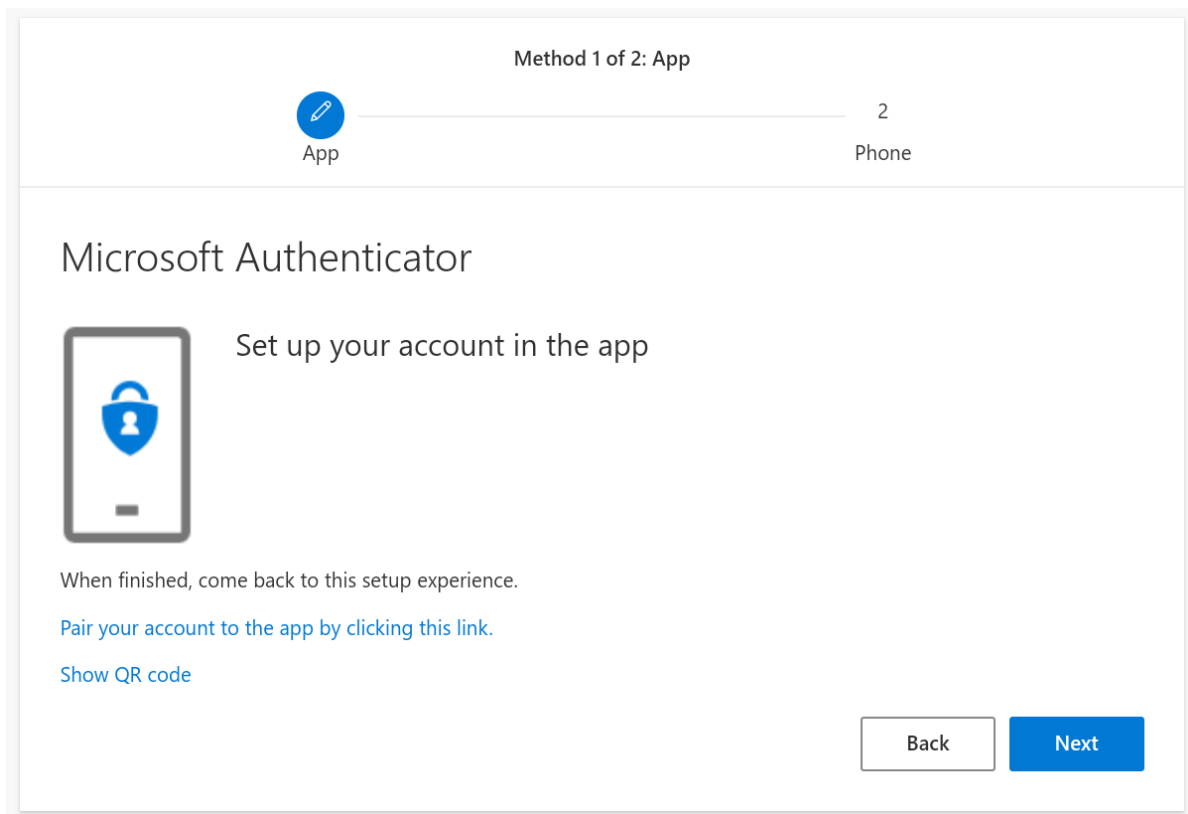 Method 1 of 2: App
2
App
Phone
Microsoft Authenticator
Set up your account in the app
When finished, come back to this setup experience.
Pair your account to the app by clicking this link.
Show QR code
Back
Next